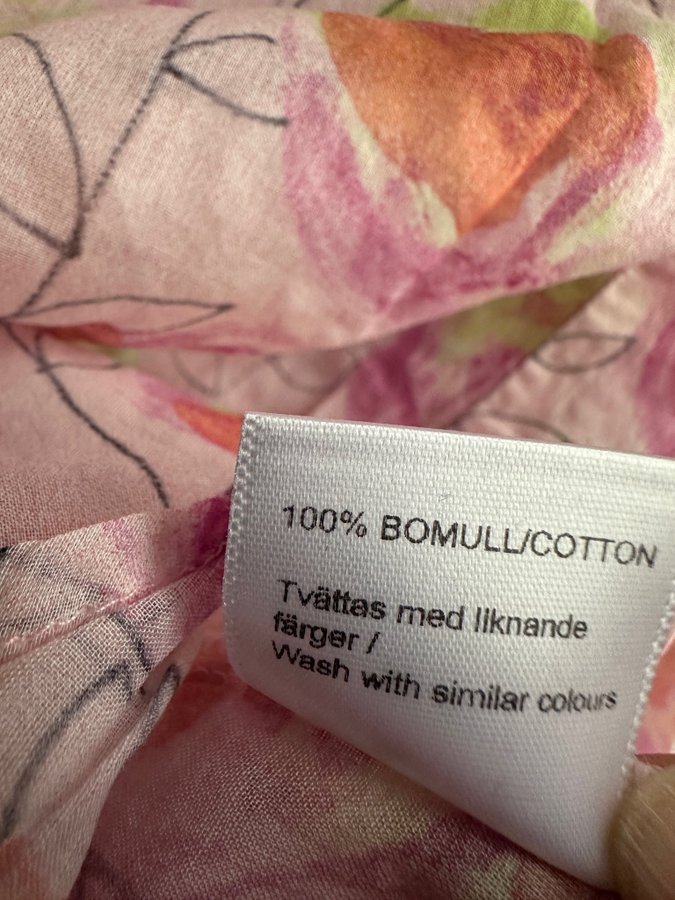 100% BOMULL/COTTON
Tvättas med liknande
färger /
Wash with similar colours